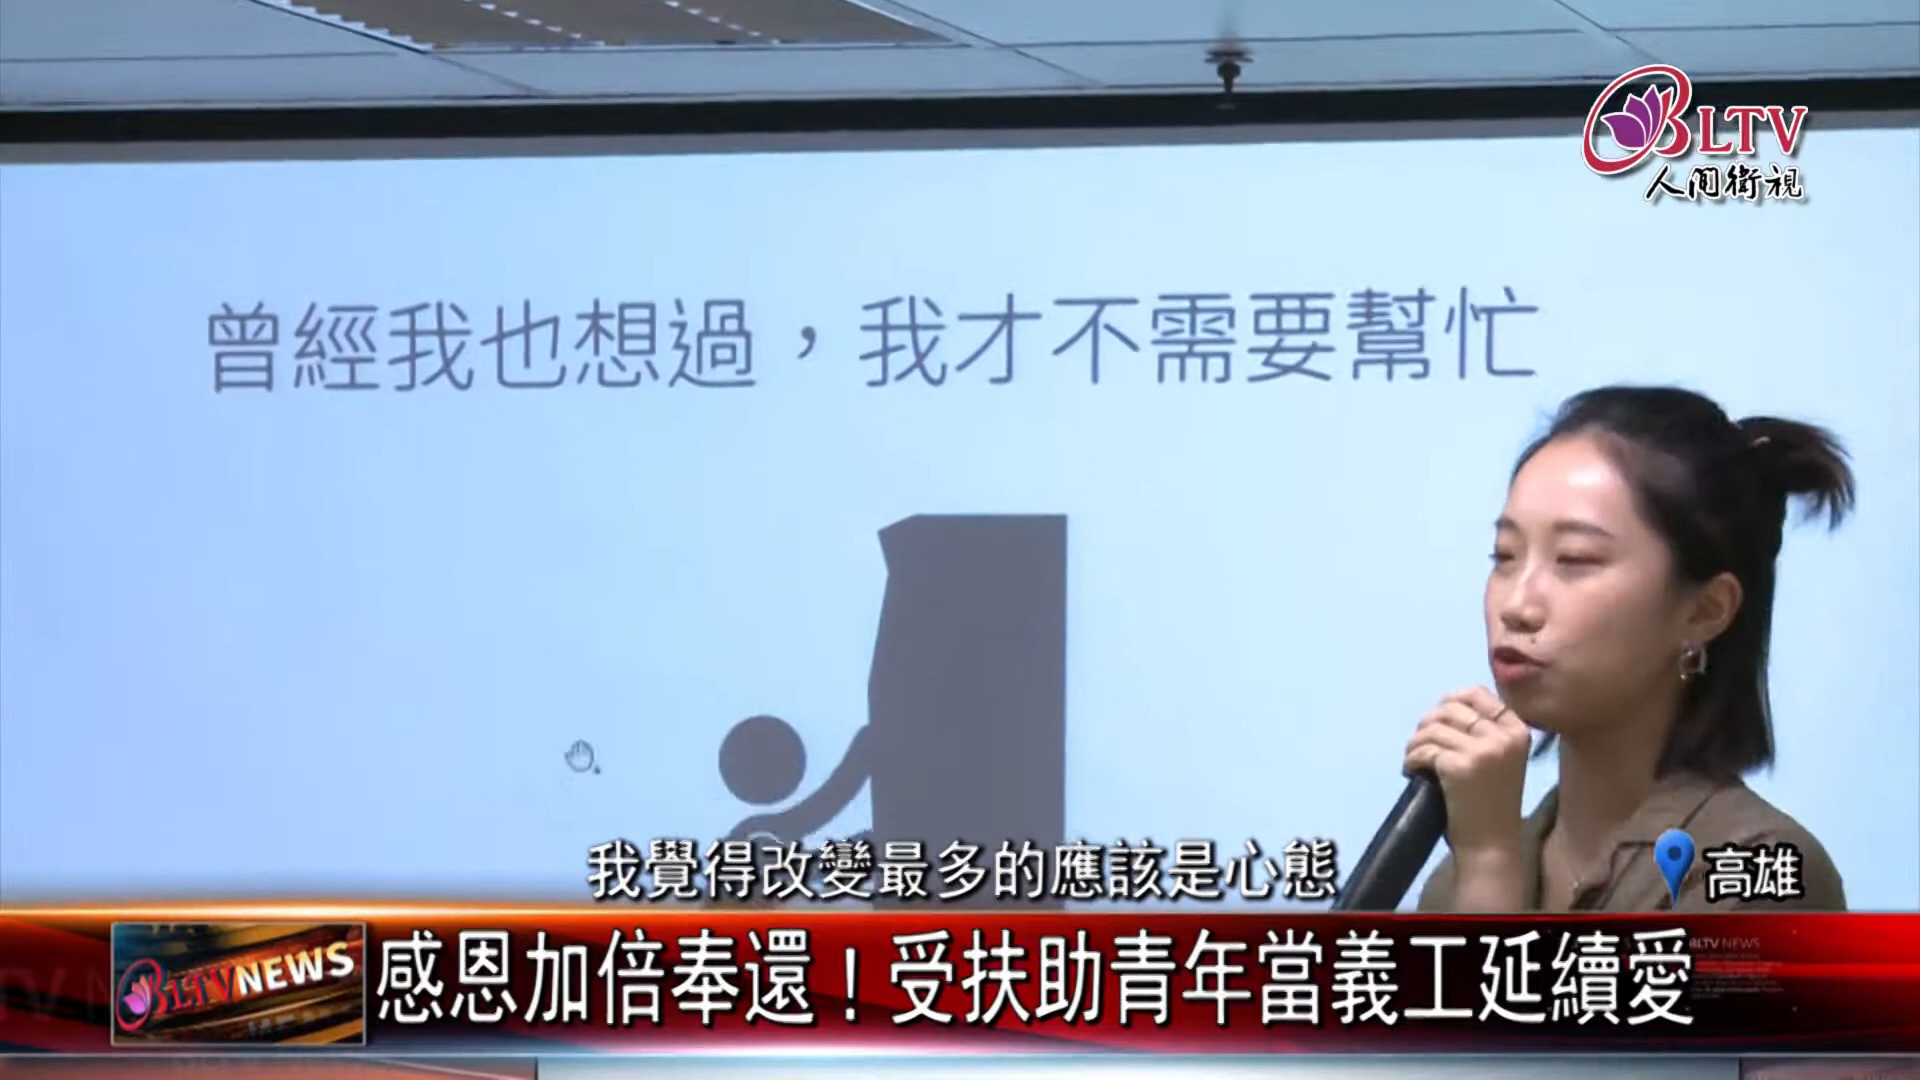 BLTV
人間衛視
曾經我也想過，我才不需要幫忙
我覺得改變最多的應該是心態
高雄
BLTVNEWS
感恩加倍奉還！受扶助青年當義工延續愛
BLTV NEWS